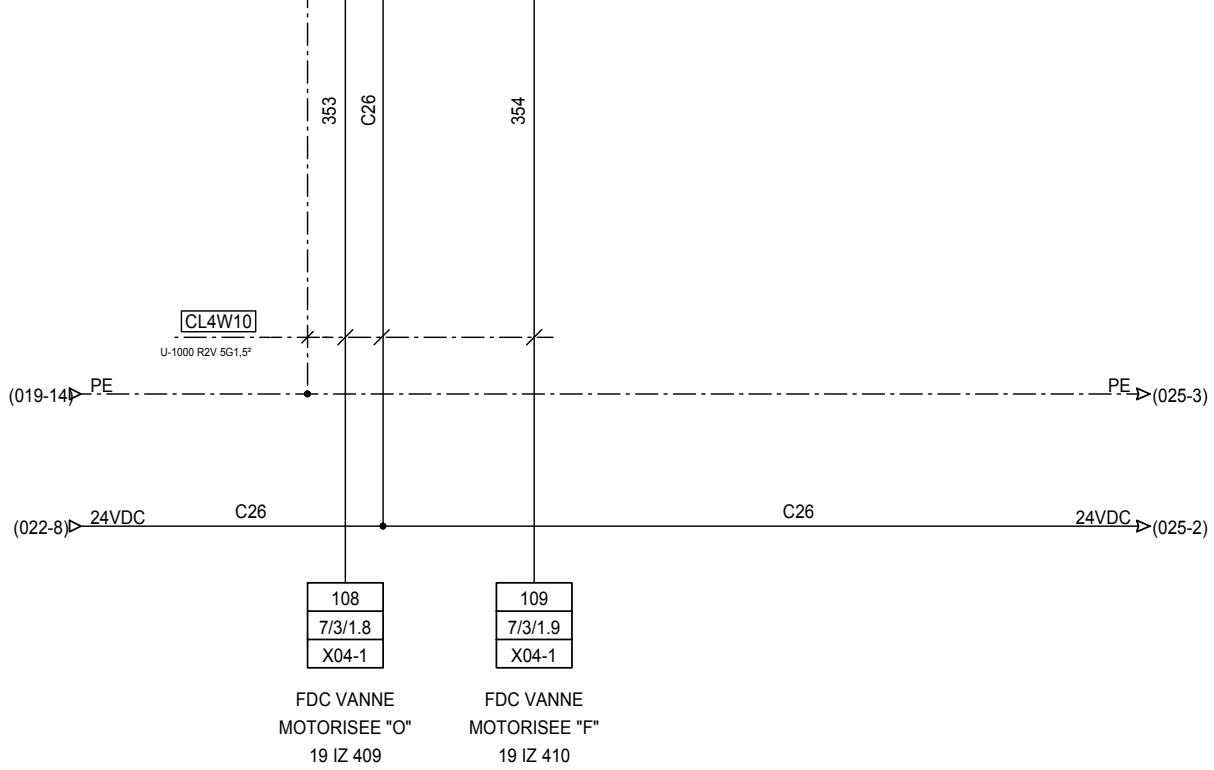 353
C26
354
CL4W10
U-1000 R2V 5G1,5²
(019-14) PE
PE (025-3)
(022-8) 24VDC C26
C26 24VDC (025-2)
108
7/3/1.8
X04-1
FDC VANNE
MOTORISEE "O"
19 IZ 409
109
7/3/1.9
X04-1
FDC VANNE
MOTORISEE "F"
19 IZ 410